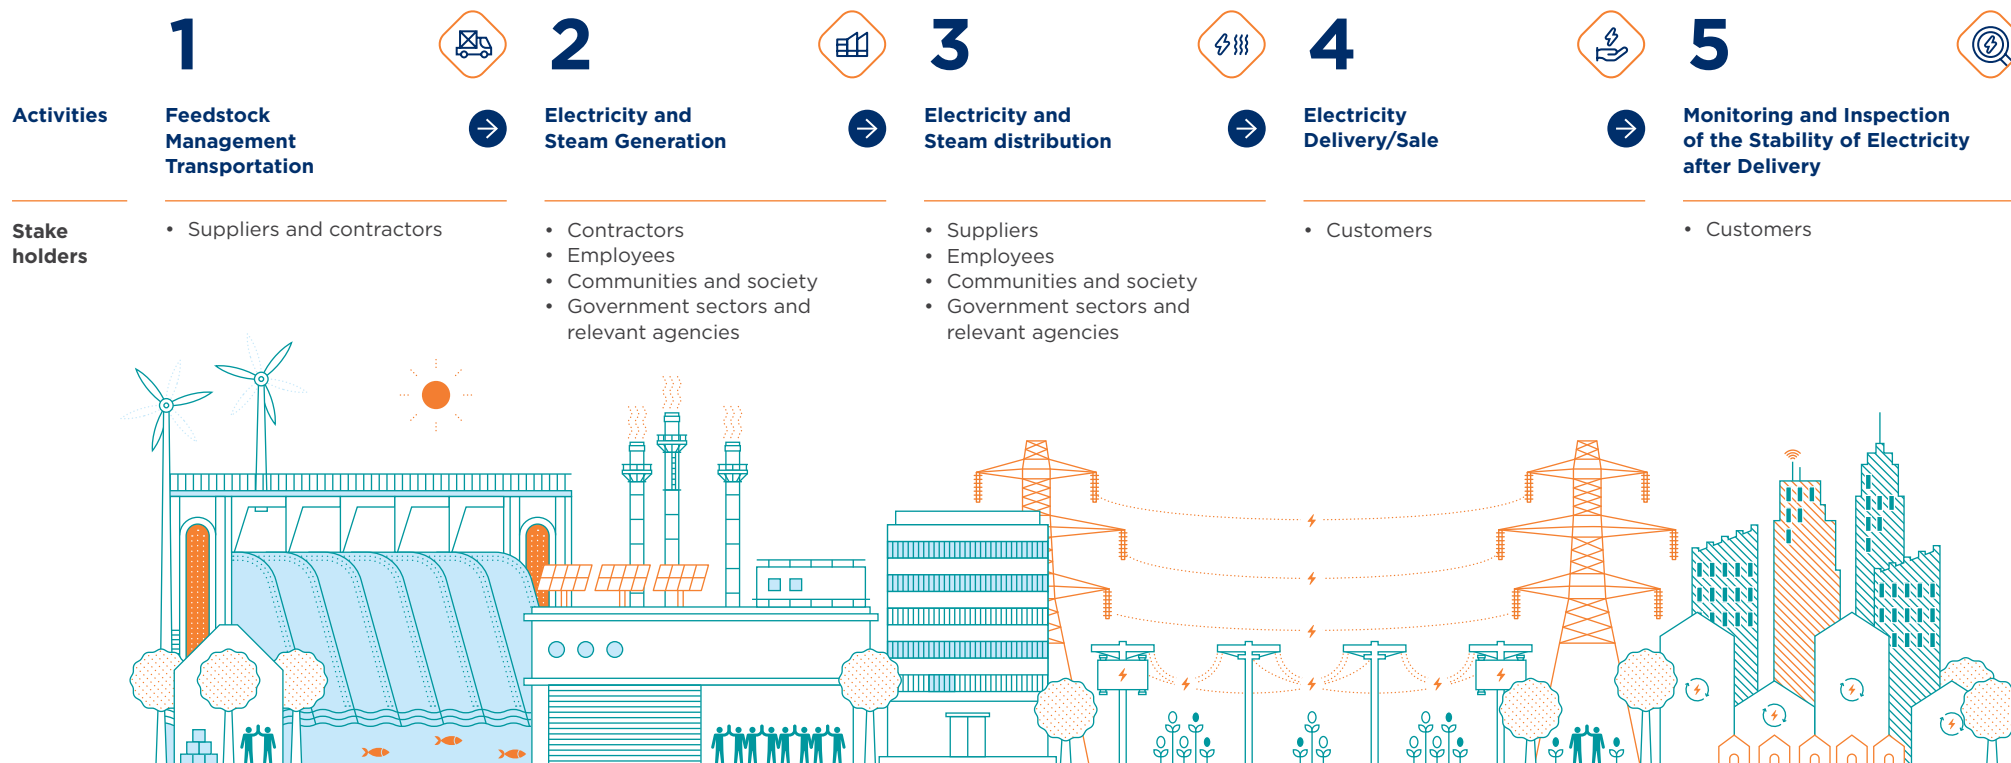 1
2
3
4
5
Activities
Feedstock
Management
Transportation
Electricity and
Steam Generation
Electricity and
Steam distribution
Electricity
Delivery/Sale
Monitoring and Inspection
of the Stability of Electricity
after Delivery
Stake
holders
• Suppliers and contractors
• Contractors
• Employees
• Communities and society
• Government sectors and
relevant agencies
• Suppliers
• Employees
• Communities and society
• Government sectors and
relevant agencies
• Customers
• Customers